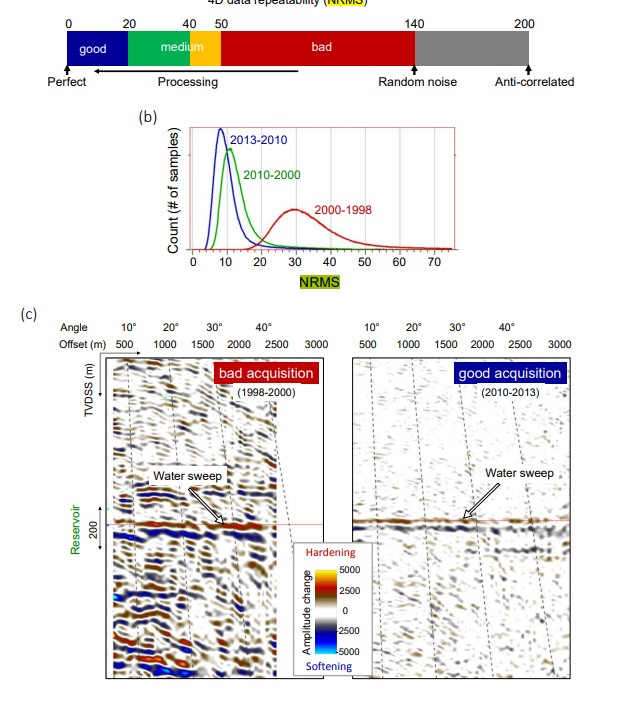 4D data repeatability (NRMS)
0 20 40 50 140 200
good medium bad
Perfect Processing Random noise Anti-correlated
(b)
Count (# of samples)
2013-2010
2010-2000
2000-1998
0 10 20 30 40 50 60 70
NRMS
(c)
Angle 10° 20° 30° 40° 10° 20° 30° 40°
Offset (m) 500 1000 1500 2000 2500 3000 500 1000 1500 2000 2500 3000
TVDSS (m)
bad acquisition
(1998-2000)
good acquisition
(2010-2013)
Water sweep
Water sweep
Reservoir
200
Hardening
Amplitude change
5000
2500
0
-2500
-5000
Softening